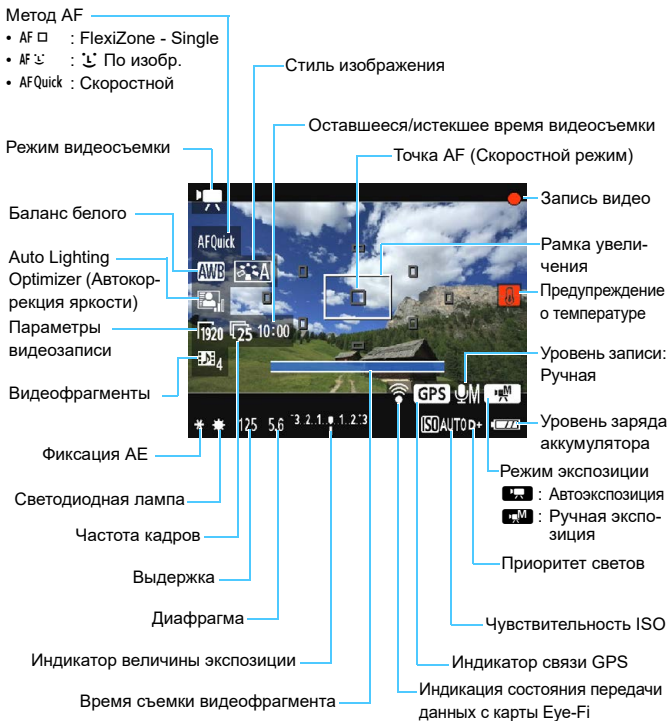 Метод AF
• AF □ : FlexiZone - Single
• AF : По изобр.
• AFQuick : Скоростной
Стиль изображения
Оставшееся/истекшее время видеосъемки
Режим видеосъемки
Точка AF (Скоростной режим)
Запись видео
Баланс белого
AFQuick
Рамка увели-
чения
AWB
A
Auto Lighting
Optimizer (Автокор-
рекция яркости)
Предупреждение
о температуре
Параметры
видеозаписи
1920 25 10:00
Уровень записи:
Ручная
Видеофрагменты
4
GPS M M
* 125 5.6 -3..2..1..0..1..2.:3 ISO AUTO D+
Уровень заряда
аккумулятора
Фиксация AE
Режим экспозиции
: Автоэкспозиция
M : Ручная экспо-
зиция
Светодиодная лампа
Частота кадров
Приоритет светов
Выдержка
Диафрагма
Чувствительность ISO
Индикатор величины экспозиции
Индикатор связи GPS
Время съемки видеофрагмента
Индикация состояния передачи
данных с карты Eye-Fi